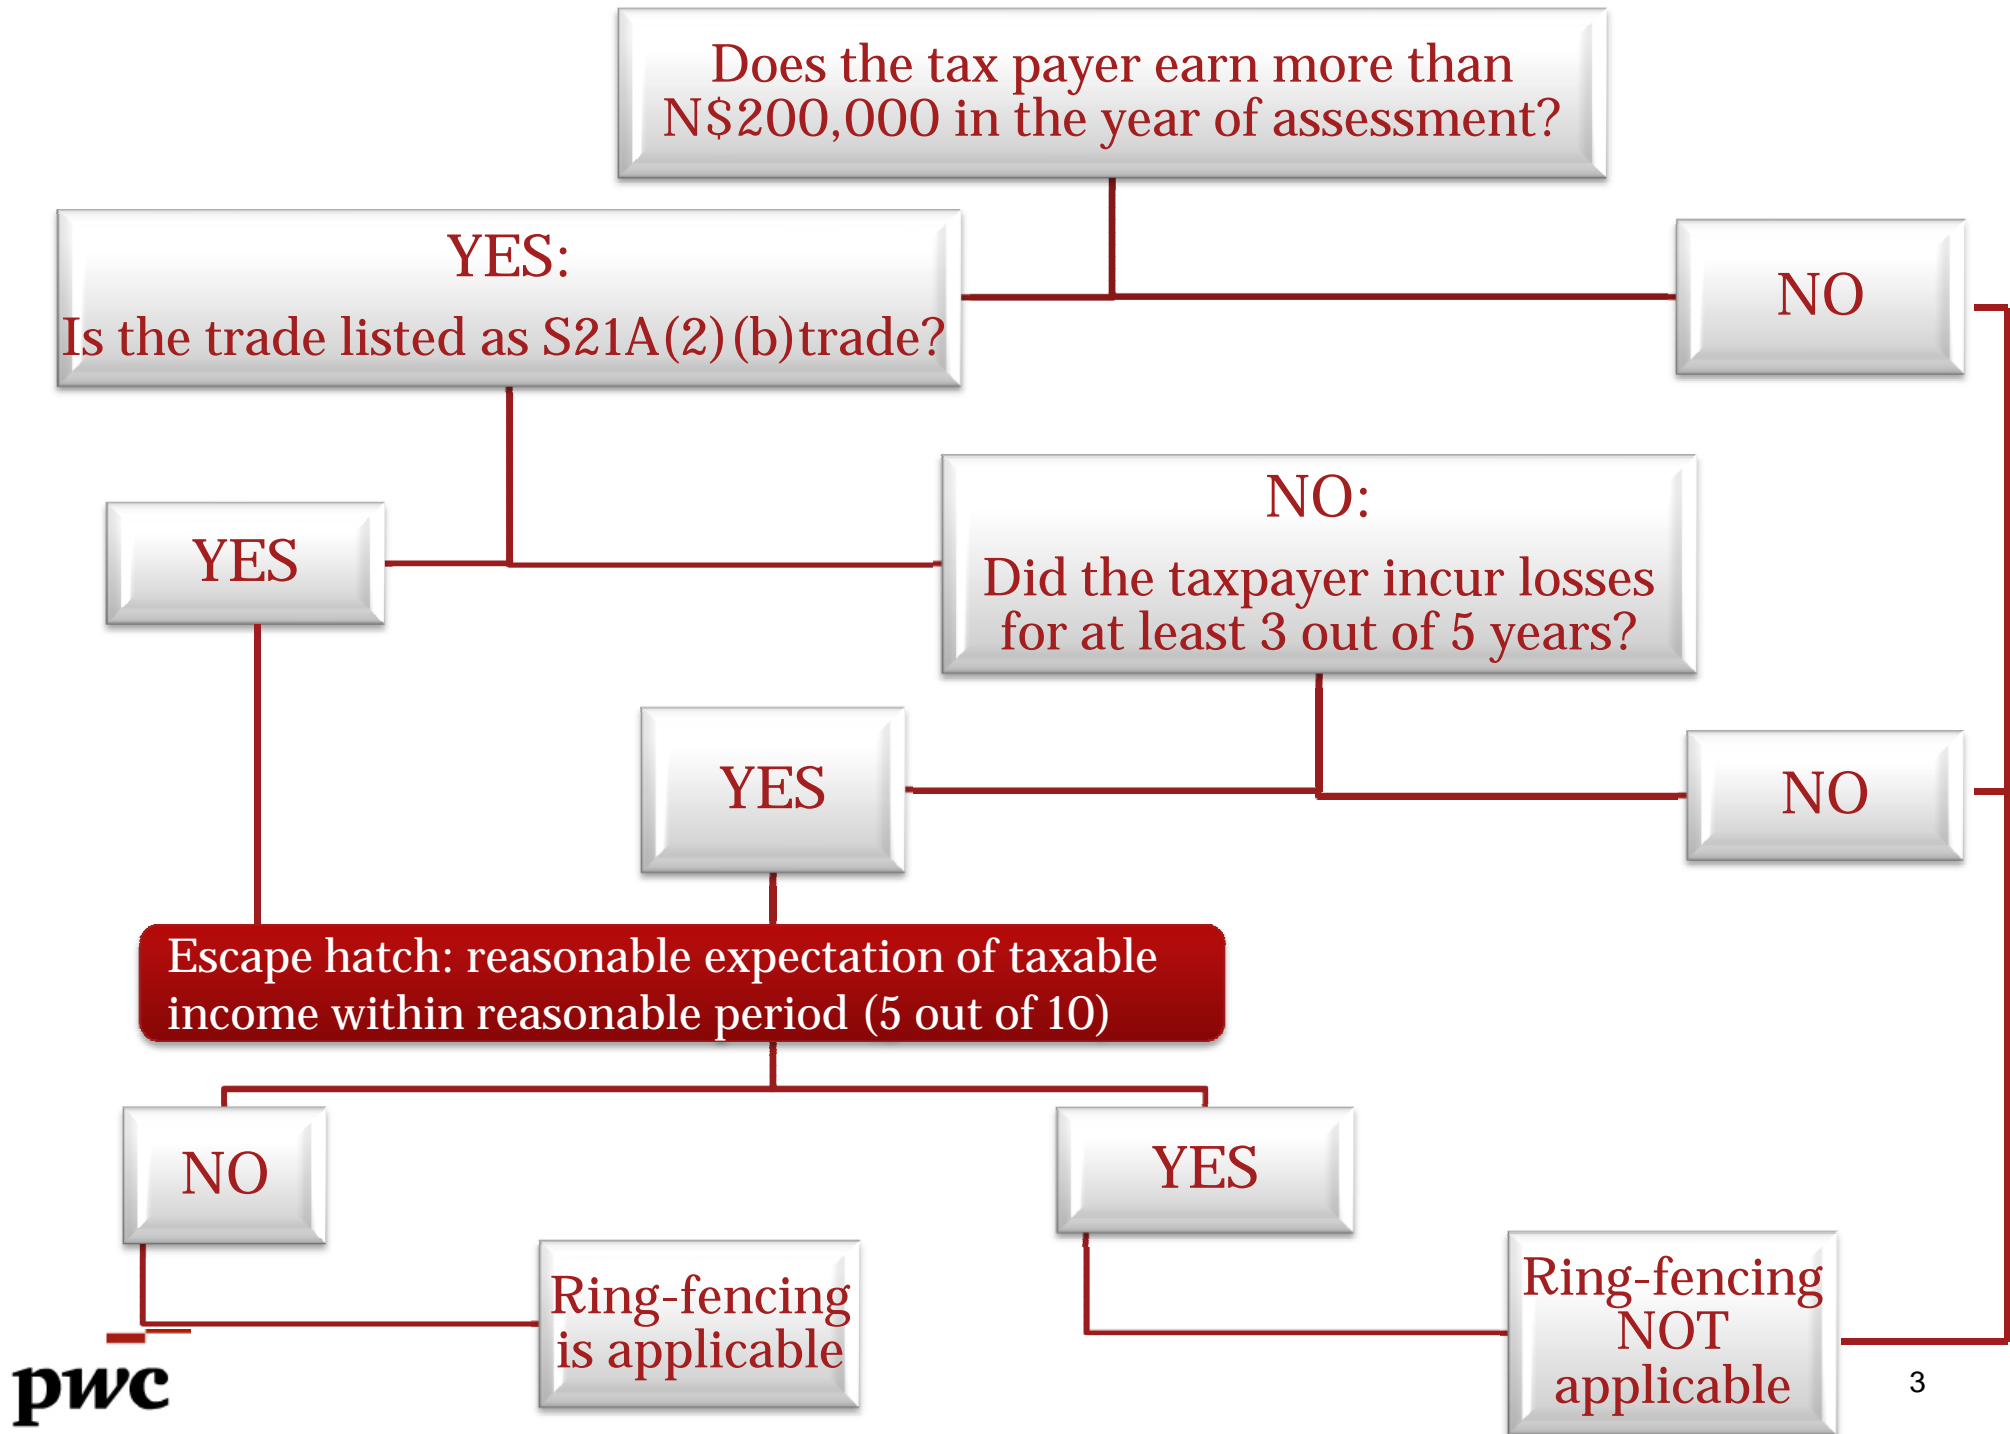 Does the tax payer earn more than
N$200,000 in the year of assessment?
YES:
Is the trade listed as S21A(2)(b)trade?
NO
YES
NO:
Did the taxpayer incur losses
for at least 3 out of 5 years?
YES
NO
Escape hatch: reasonable expectation of taxable
income within reasonable period (5 out of 10)
NO
YES
Ring-fencing
is applicable
Ring-fencing
NOT
applicable
pwc
3